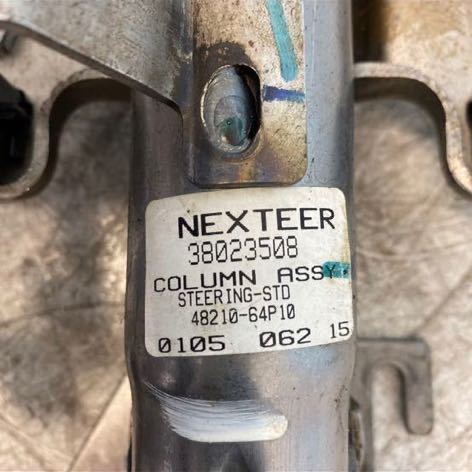 NEXTEER
38023508
COLUMN ASSY
STEERING-STD
48210-64P10
0105 062 15